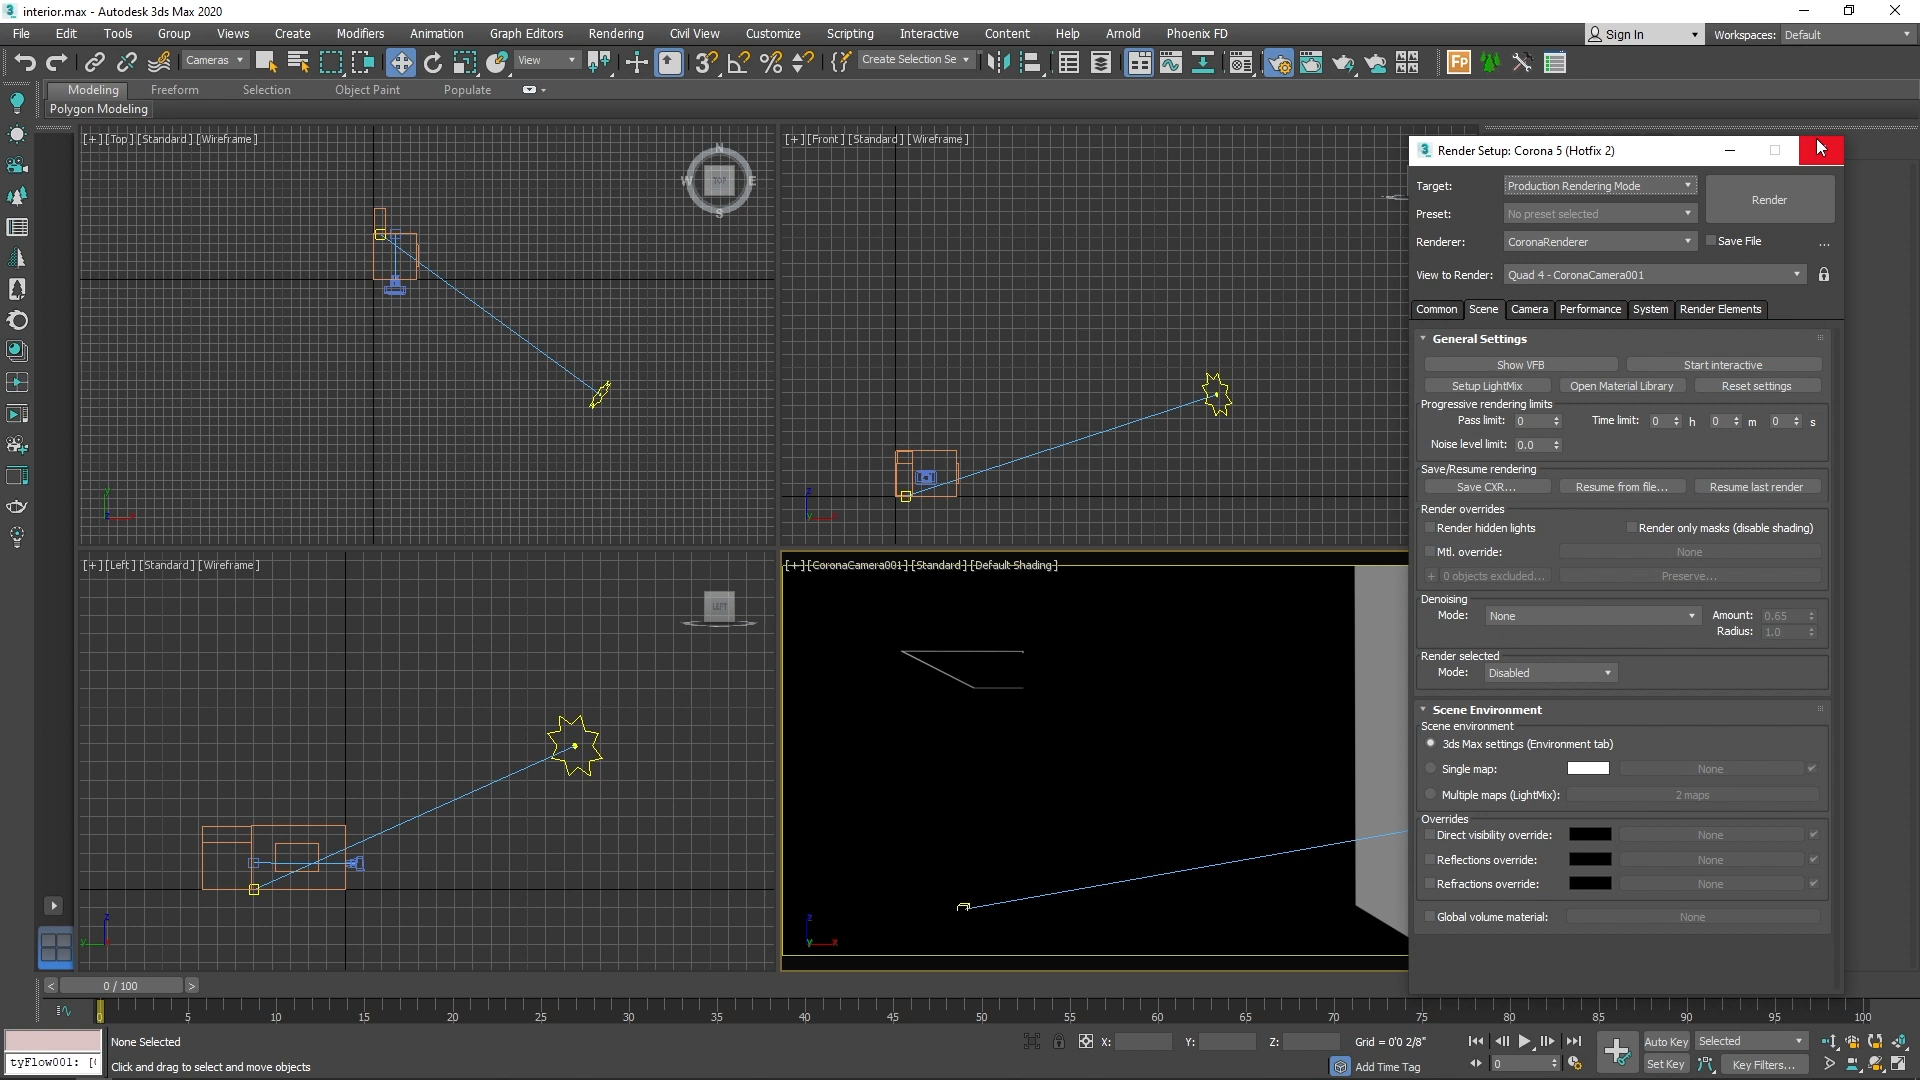 interior.max - Autodesk 3ds Max 2020
File Edit Tools Group Views Create Modifiers Animation Graph Editors Rendering Civil View Customize Scripting Interactive Content Help Arnold Phoenix FD Sign In Workspaces: Default
Cameras View Create Selection Se
Modeling Freeform Selection Object Paint Populate
Polygon Modeling
[+] [Top] [Standard] [Wireframe]
N
W TOP E
S
[+] [Front] [Standard] [Wireframe]
[+] [Left] [Standard] [Wireframe]
LEFT
[+] [CoronaCamera001] [Standard] [Default Shading]
Render Setup: Corona 5 (Hotfix 2)
Target: Production Rendering Mode Render
Preset: No preset selected
Renderer: CoronaRenderer Save File ...
View to Render: Quad 4 - CoronaCamera001
Common Scene Camera Performance System Render Elements
General Settings
Show VFB Start interactive
Setup LightMix Open Material Library Reset settings
Progressive rendering limits
Pass limit: 0 Time limit: 0 h 0 m 0 s
Noise level limit: 0.0
Save/Resume rendering
Save CXR... Resume from file... Resume last render
Render overrides
Render hidden lights Render only masks (disable shading)
Mtl. override: None
+ 0 objects excluded... Preserve...
Denoising
Mode: None Amount: 0.65
Radius: 1.0
Render selected
Mode: Disabled
Scene Environment
Scene environment
3ds Max settings (Environment tab)
Single map: None
Multiple maps (LightMix): 2 maps
Overrides
Direct visibility override: None
Reflections override: None
Refractions override: None
Global volume material: None
< 0 / 100 >
0 5 10 15 20 25 30 35 40 45 50 55 60 65 70 75 80 85 90 95 100
None Selected X: Y: Z: Grid = 0'0 2/8" Auto Key Selected
tyFlow001: [ Click and drag to select and move objects Add Time Tag 0 Set Key Key Filters...